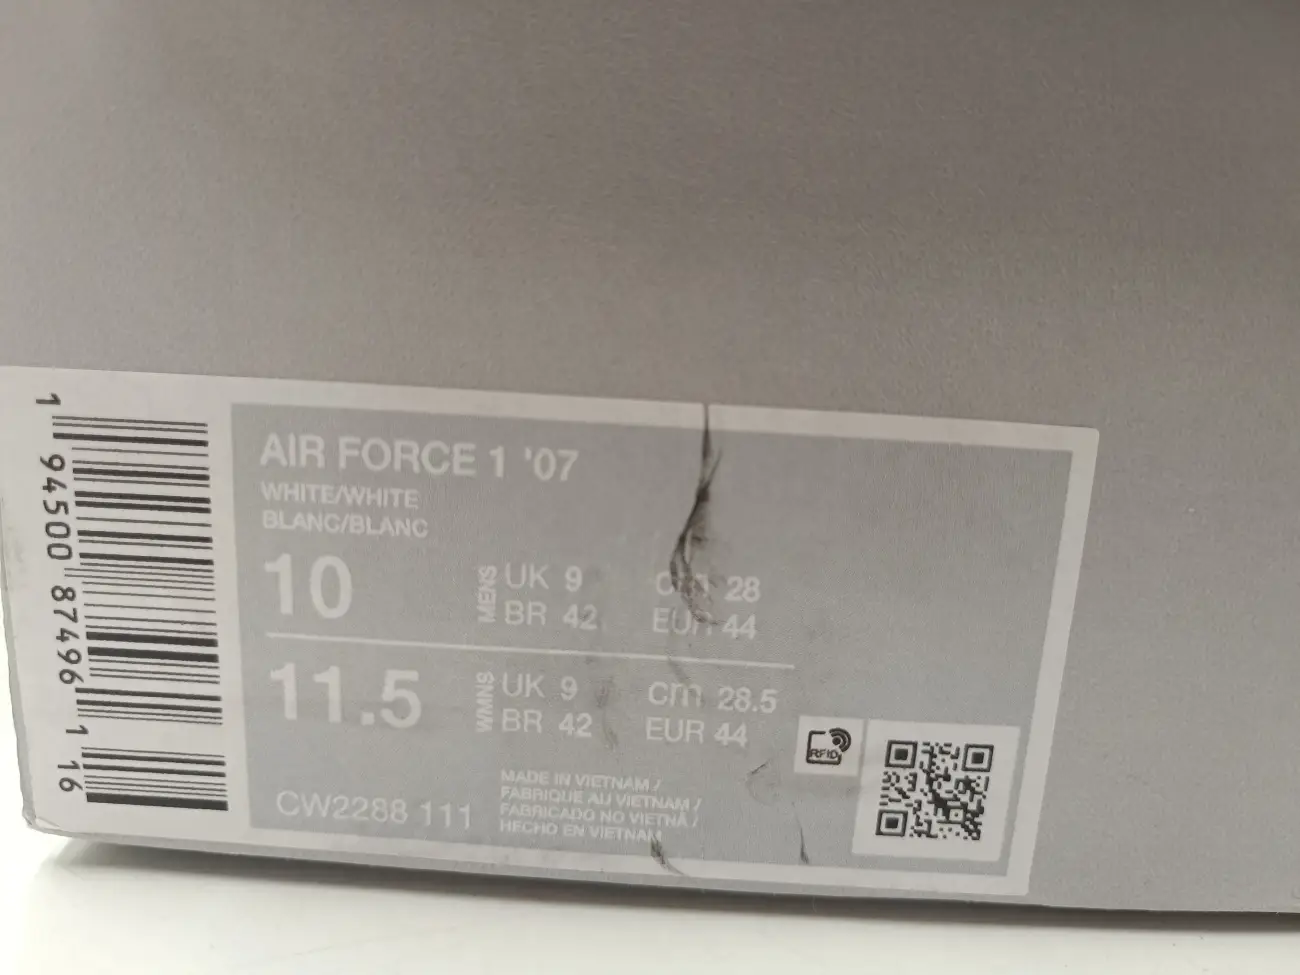 1 94500 87496 1 16
AIR FORCE 1 '07
WHITE/WHITE
BLANC/BLANC
10
MENS
UK 9
cm 28
BR 42
EUR 44
11.5
WMNS
UK 9
cm 28.5
BR 42
EUR 44
RFID
CW2288 111
MADE IN VIETNAM /
FABRIQUE AU VIETNAM /
FABRICADO NO VIETNÃ /
HECHO EN VIETNAM